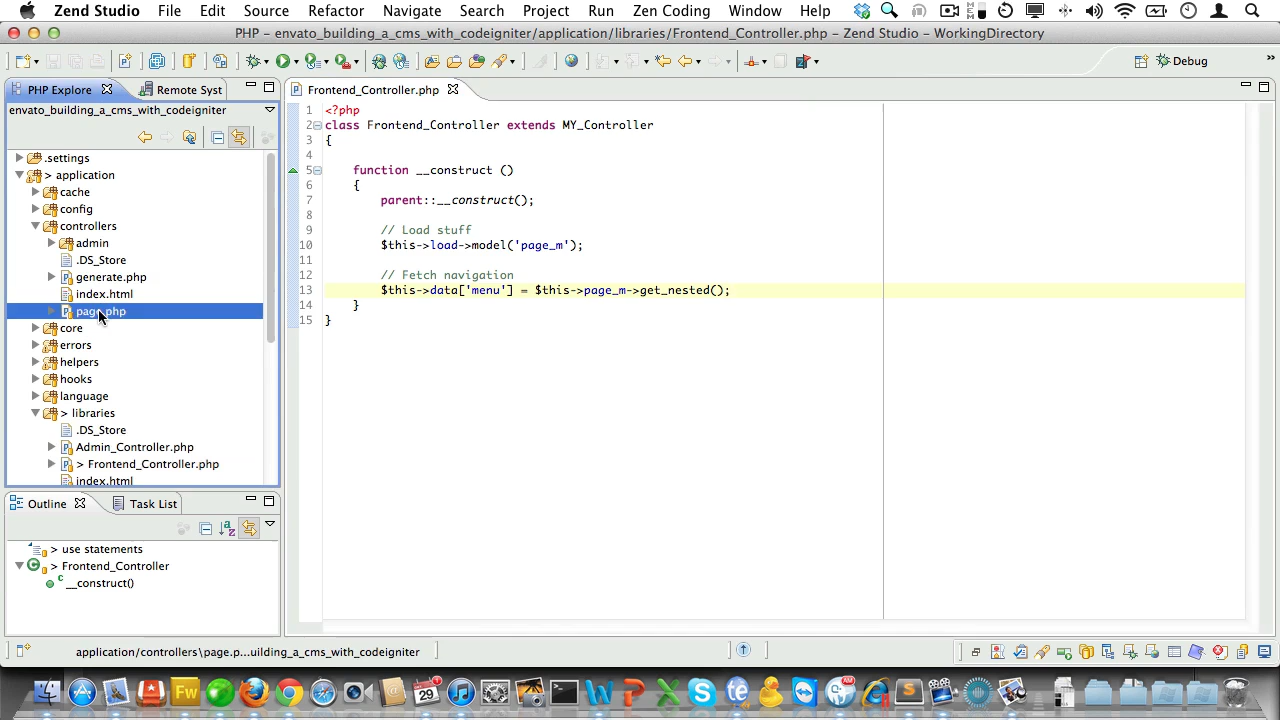 Zend Studio File Edit Source Refactor Navigate Search Project Run Zen Coding Window Help
PHP - envato_building_a_cms_with_codeigniter/application/libraries/Frontend_Controller.php - Zend Studio - WorkingDirectory
Debug
PHP Explore
Remote Syst
envato_building_a_cms_with_codeigniter
.settings
> application
cache
config
controllers
admin
.DS_Store
generate.php
index.html
page.php
core
errors
helpers
hooks
language
> libraries
.DS_Store
Admin_Controller.php
> Frontend_Controller.php
index.html
Frontend_Controller.php
1 <?php
2 class Frontend_Controller extends MY_Controller
3 {
4
5 function __construct ()
6 {
7 parent::__construct();
8
9 // Load stuff
10 $this->load->model('page_m');
11
12 // Fetch navigation
13 $this->data['menu'] = $this->page_m->get_nested();
14 }
15 }
Outline
Task List
> use statements
> Frontend_Controller
__construct()
application/controllers\page.p...uilding_a_cms_with_codeigniter
Fw
29